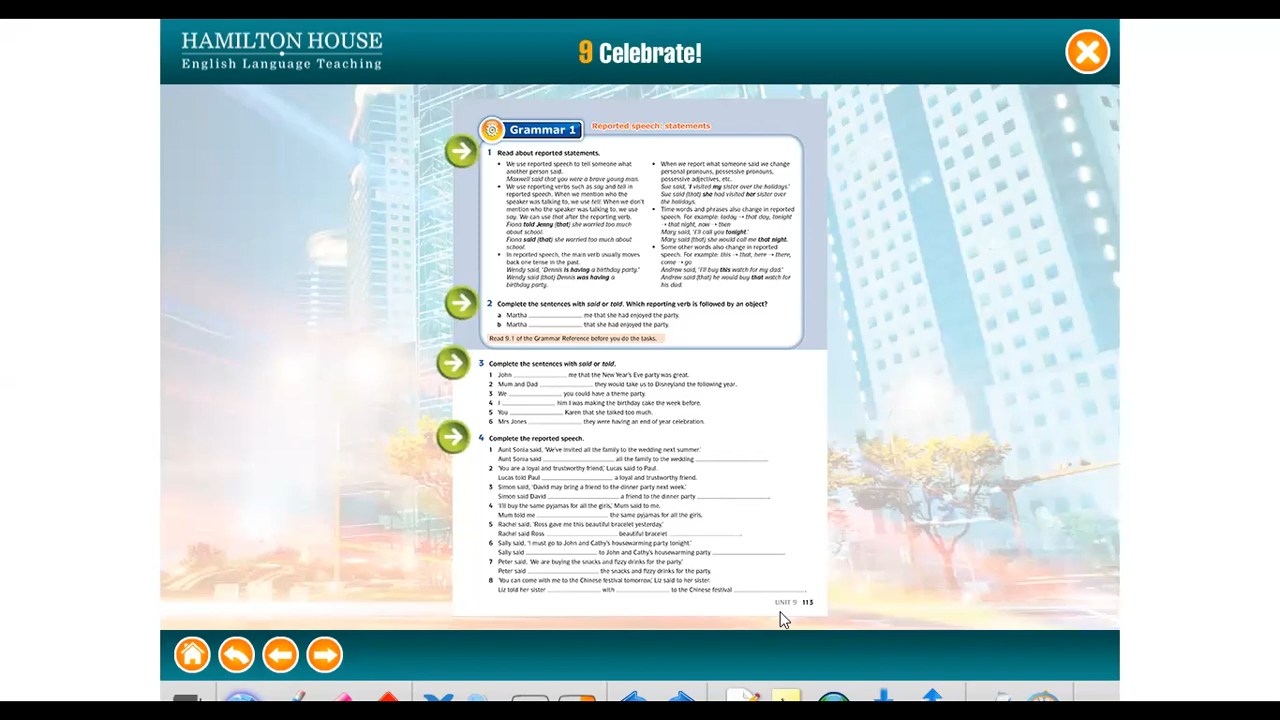 HAMILTON HOUSE
English Language Teaching
9 Celebrate!
Grammar 1
Reported speech: statements
1 Read about reported statements.
• We use reported speech to tell someone what
another person said.
Maxwell said that you were a brave young man.
• We use reporting verbs such as say and tell in
reported speech. When we mention who the
speaker was talking to, we use tell. When we don't
mention who the speaker was talking to, we use
say. We can use that after the reporting verb.
Fiona told Jenny (that) she worried too much
about school.
Fiona said (that) she worried too much about
school.
• In reported speech, the main verb usually moves
back one tense in the past.
Wendy said, 'Dennis is having a birthday party.'
Wendy said (that) Dennis was having a
birthday party.
• When we report what someone said we change
personal pronouns, possessive pronouns,
possessive adjectives, etc.
Sue said, 'I visited my sister over the holidays.'
Sue said (that) she had visited her sister over
the holidays.
• Time words and phrases also change in reported
speech. For example: today → that day, tonight
→ that night, now → then
Mary said, 'I'll call you tonight.'
Mary said (that) she would call me that night.
• Some other words also change in reported
speech. For example: this → that, here → there,
come → go
Andrew said, 'I'll buy this watch for my dad.'
Andrew said (that) he would buy that watch for
his dad.
2 Complete the sentences with said or told. Which reporting verb is followed by an object?
a Martha ____________ me that she had enjoyed the party.
b Martha ____________ that she had enjoyed the party.
Read 9.1 of the Grammar Reference before you do the tasks.
3 Complete the sentences with said or told.
1 John ____________ me that the New Year's Eve party was great.
2 Mum and Dad ____________ they would take us to Disneyland the following year.
3 We ____________ you could have a theme party.
4 I ____________ him I was making the birthday cake the week before.
5 You ____________ Karen that she talked too much.
6 Mrs Jones ____________ they were having an end of year celebration.
4 Complete the reported speech.
1 Aunt Sonia said, 'We've invited all the family to the wedding next summer.'
Aunt Sonia said ________________ all the family to the wedding ________________
2 'You are a loyal and trustworthy friend,' Lucas said to Paul.
Lucas told Paul ________________ a loyal and trustworthy friend.
3 Simon said, 'David may bring a friend to the dinner party next week.'
Simon said David ________________ a friend to the dinner party ________________.
4 'I'll buy the same pyjamas for all the girls,' Mum said to me.
Mum told me ________________ the same pyjamas for all the girls.
5 Rachel said, 'Ross gave me this beautiful bracelet yesterday.'
Rachel said Ross ________________ beautiful bracelet ________________.
6 Sally said, 'I must go to John and Cathy's housewarming party tonight.'
Sally said ________________ to John and Cathy's housewarming party ________________
7 Peter said, 'We are buying the snacks and fizzy drinks for the party.'
Peter said ________________ the snacks and fizzy drinks for the party.
8 'You can come with me to the Chinese festival tomorrow,' Liz said to her sister.
Liz told her sister ____________ with ____________ to the Chinese festival ________________.
UNIT 9 113